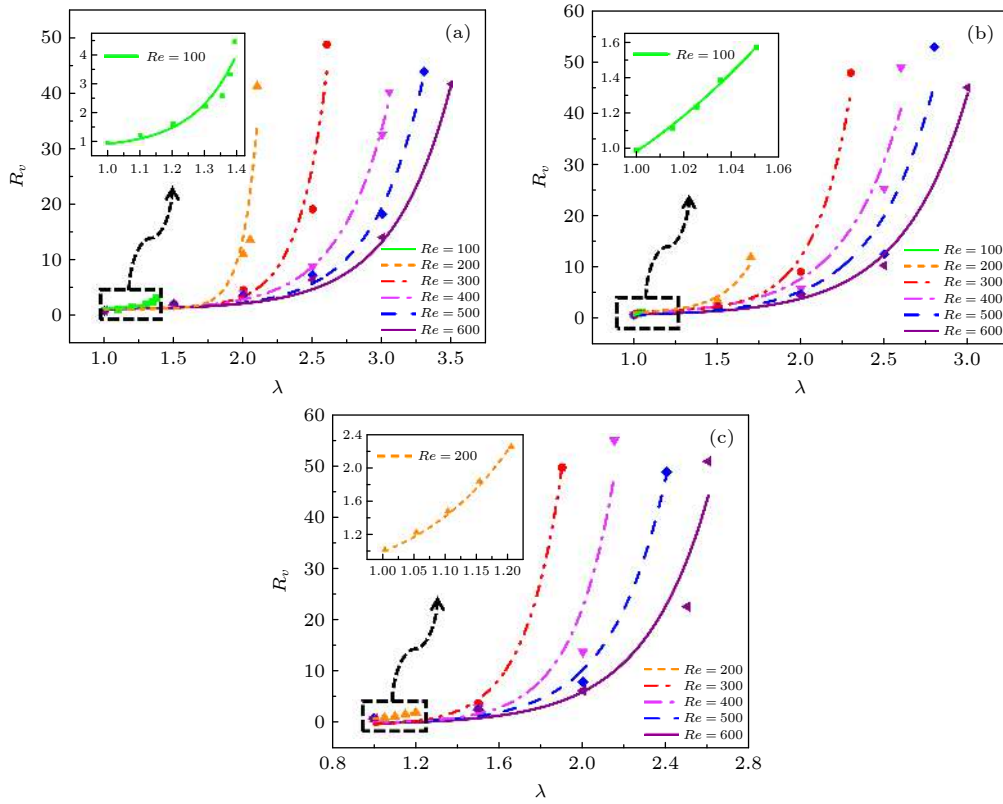 (a)
50
40
30
20
10
0
R_v
1.0 1.5 2.0 2.5 3.0 3.5
λ
4
3
2
1
1.0 1.1 1.2 1.3 1.4
Re = 100
Re = 100
Re = 200
Re = 300
Re = 400
Re = 500
Re = 600
(b)
60
50
40
30
20
10
0
R_v
1.0 1.5 2.0 2.5 3.0
λ
1.6
1.4
1.2
1.0
1.00 1.02 1.04 1.06
Re = 100
Re = 100
Re = 200
Re = 300
Re = 400
Re = 500
Re = 600
(c)
60
50
40
30
20
10
0
R_v
0.8 1.2 1.6 2.0 2.4 2.8
λ
2.4
2.0
1.6
1.2
1.00 1.05 1.10 1.15 1.20
Re = 200
Re = 200
Re = 300
Re = 400
Re = 500
Re = 600